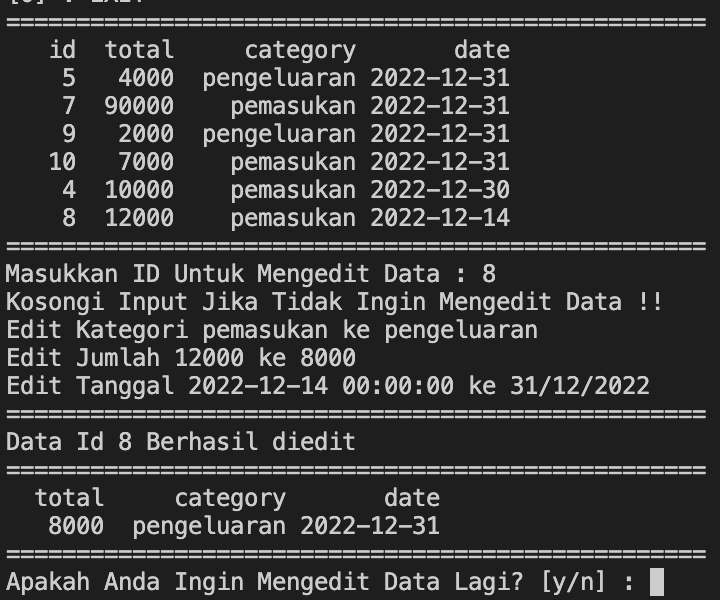 ==================================================
   id  total     category       date
    5   4000  pengeluaran 2022-12-31
    7  90000    pemasukan 2022-12-31
    9   2000  pengeluaran 2022-12-31
   10   7000    pemasukan 2022-12-31
    4  10000    pemasukan 2022-12-30
    8  12000    pemasukan 2022-12-14
==================================================
Masukkan ID Untuk Mengedit Data : 8
Kosongi Input Jika Tidak Ingin Mengedit Data !!
Edit Kategori pemasukan ke pengeluaran
Edit Jumlah 12000 ke 8000
Edit Tanggal 2022-12-14 00:00:00 ke 31/12/2022
==================================================
Data Id 8 Berhasil diedit
==================================================
  total     category       date
   8000  pengeluaran 2022-12-31
==================================================
Apakah Anda Ingin Mengedit Data Lagi? [y/n] :